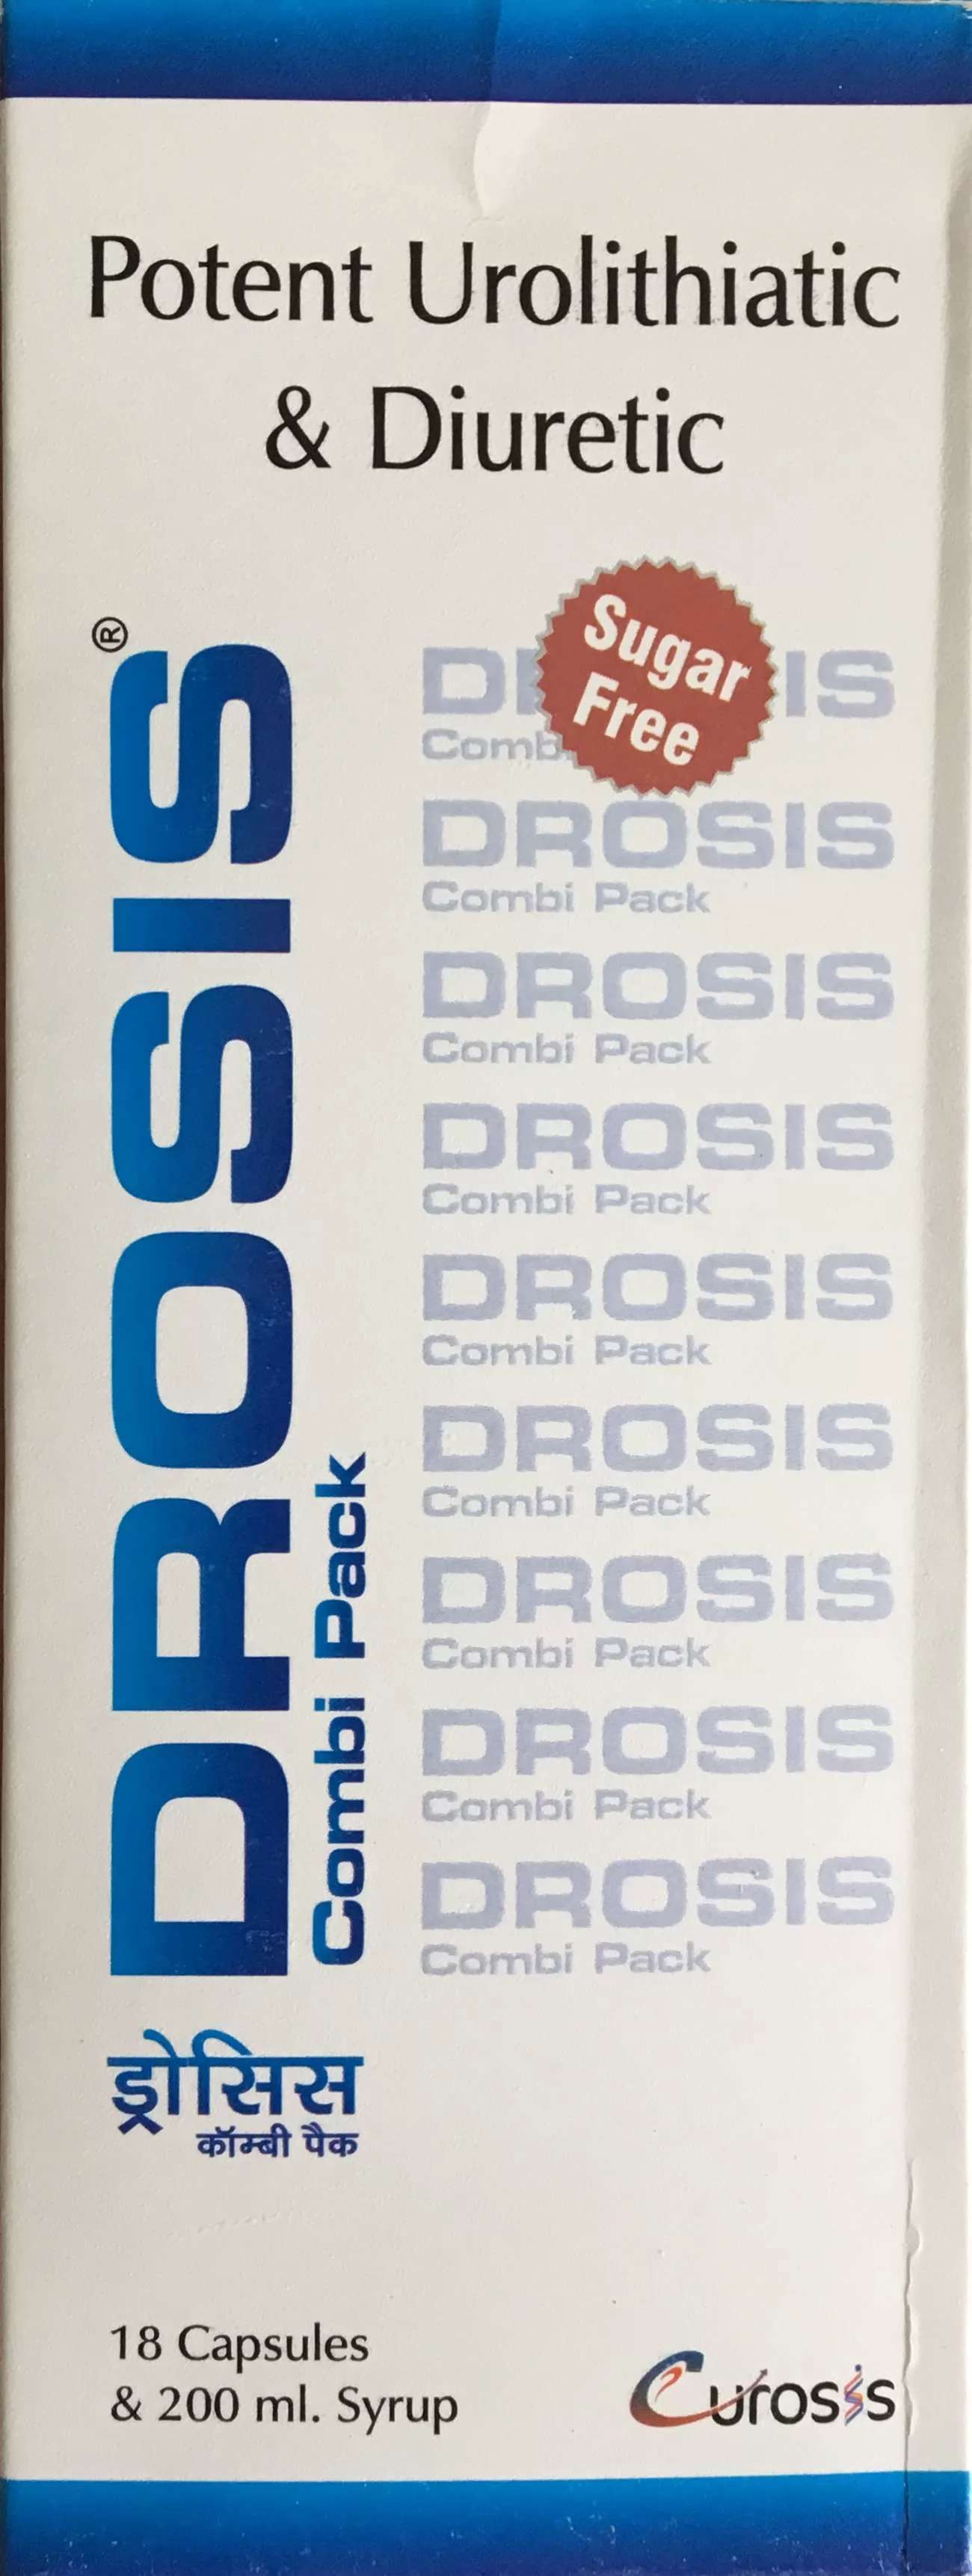 Potent Urolithiatic
& Diuretic
Sugar
Free
DROSIS®
Combi Pack
ड्रोसिस
कॉम्बी पैक
IS
Comb
DROSIS
Combi Pack
DROSIS
Combi Pack
DROSIS
Combi Pack
DROSIS
Combi Pack
DROSIS
Combi Pack
DROSIS
Combi Pack
DROSIS
Combi Pack
DROSIS
Combi Pack
18 Capsules
& 200 ml. Syrup
Curosis